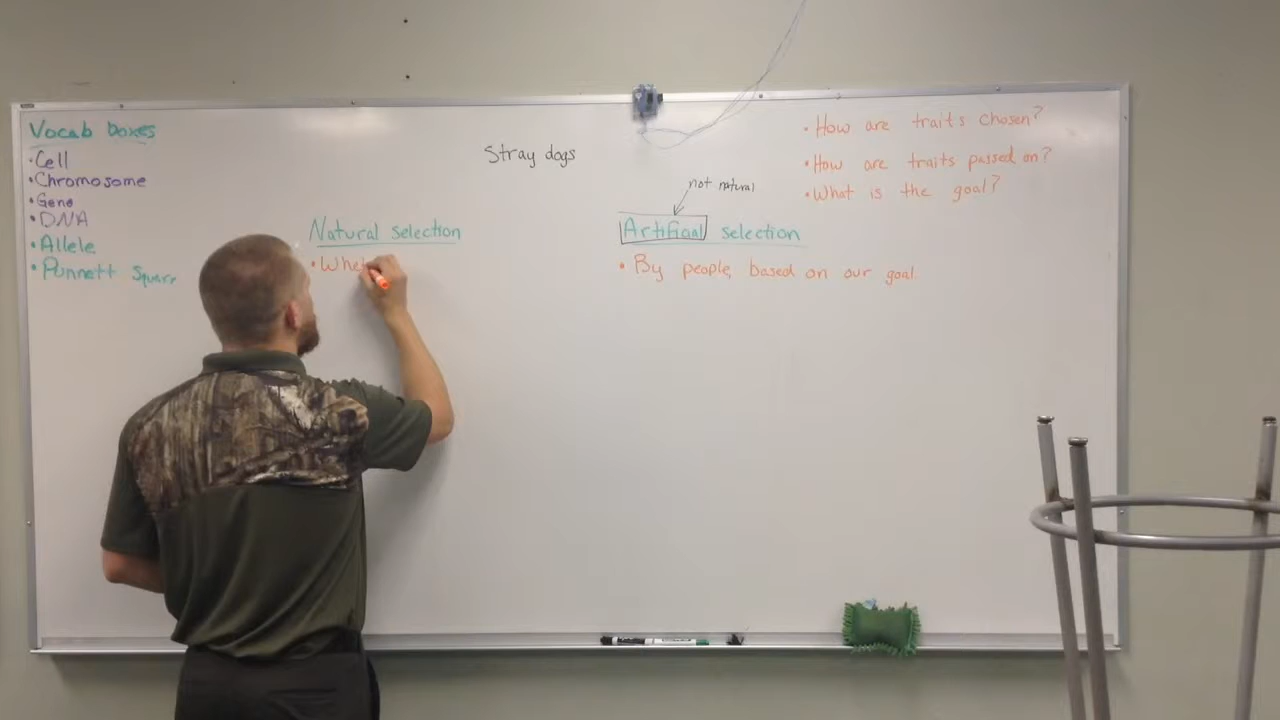 Vocab boxes
• Cell
• Chromosome
• Gene
• DNA
• Allele
• Punnett Square
Stray dogs
• How are traits chosen?
• How are traits passed on?
• What is the goal?
not natural
Natural selection
• Whe
Artificial selection
• By people, based on our goal.